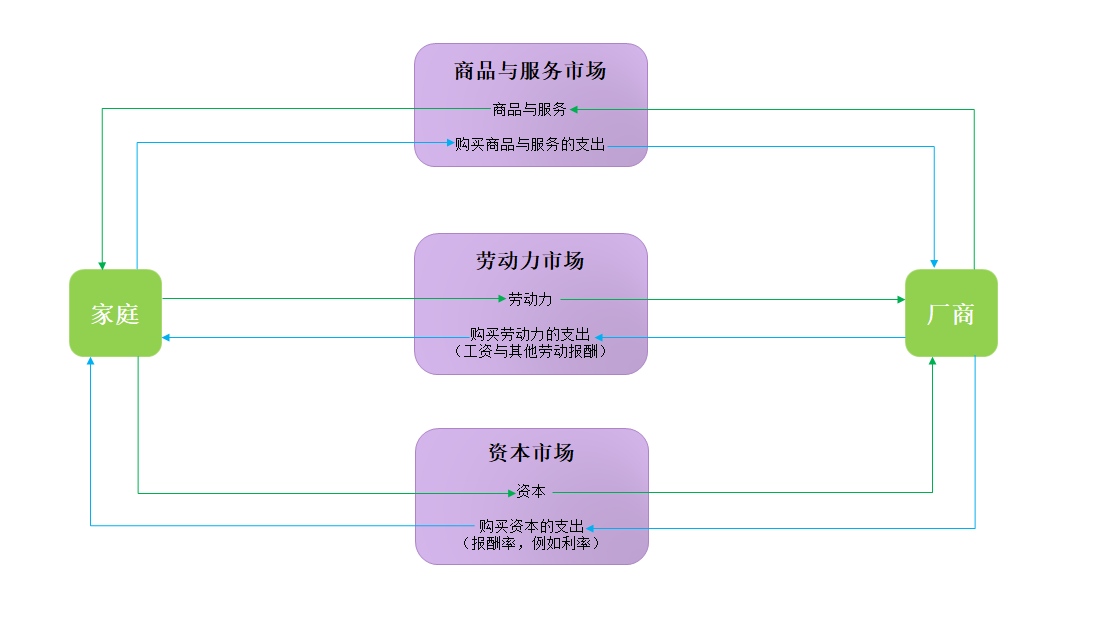 商品与服务市场
商品与服务
购买商品与服务的支出
劳动力市场
家庭
劳动力
厂商
购买劳动力的支出
（工资与其他劳动报酬）
资本市场
资本
购买资本的支出
（报酬率，例如利率）